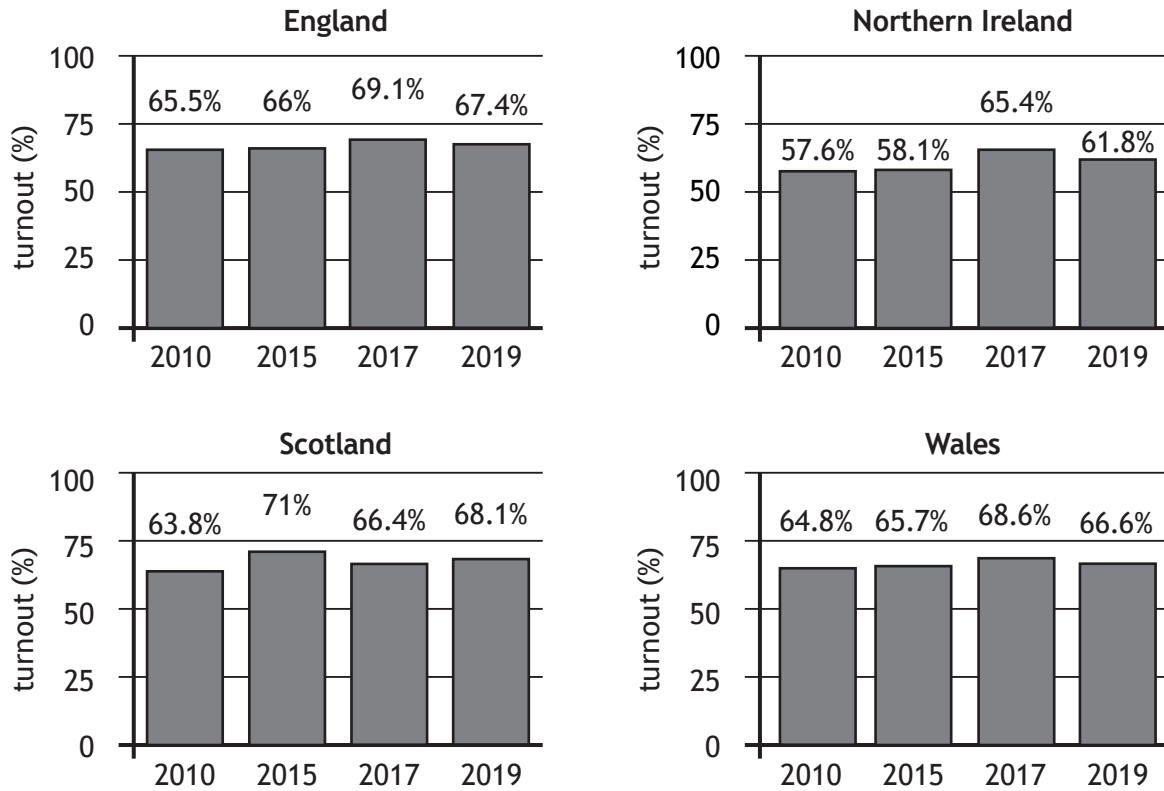 England
turnout (%)
100
75
50
25
0
65.5% 66% 69.1% 67.4%
2010 2015 2017 2019
Northern Ireland
turnout (%)
100
75
50
25
0
57.6% 58.1% 65.4% 61.8%
2010 2015 2017 2019
Scotland
turnout (%)
100
75
50
25
0
63.8% 71% 66.4% 68.1%
2010 2015 2017 2019
Wales
turnout (%)
100
75
50
25
0
64.8% 65.7% 68.6% 66.6%
2010 2015 2017 2019